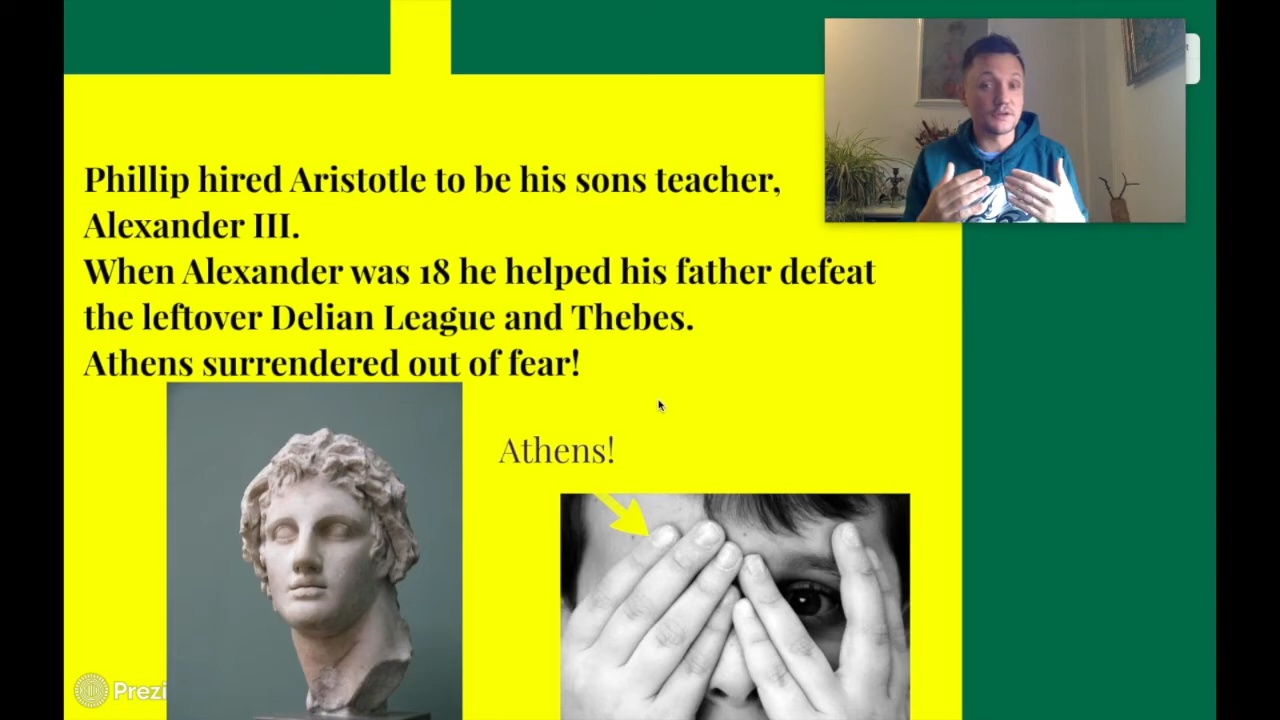 Phillip hired Aristotle to be his sons teacher,
Alexander III.
When Alexander was 18 he helped his father defeat
the leftover Delian League and Thebes.
Athens surrendered out of fear!
Athens!
Prezi